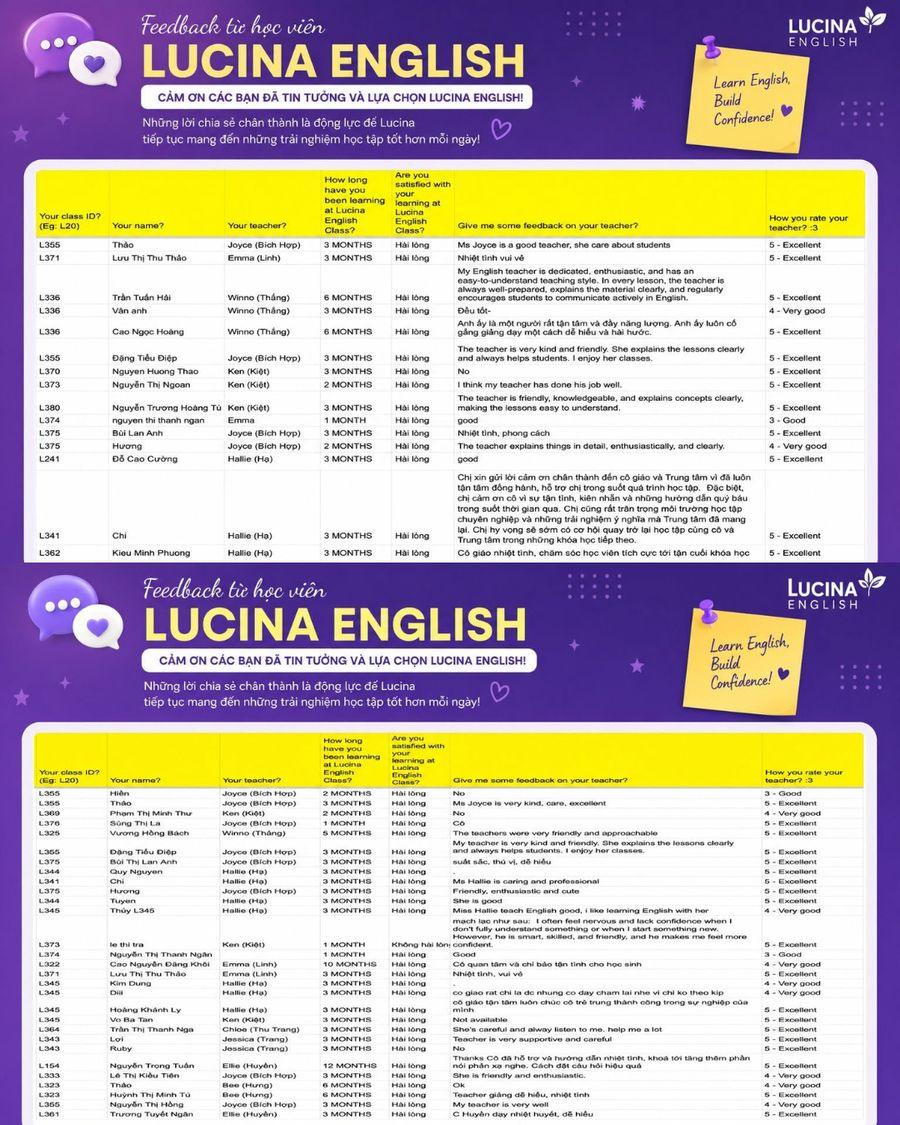 Feedback từ học viên
LUCINA ENGLISH
CẢM ƠN CÁC BẠN ĐÃ TIN TƯỞNG VÀ LỰA CHỌN LUCINA ENGLISH!
Những lời chia sẻ chân thành là động lực để Lucina
tiếp tục mang đến những trải nghiệm học tập tốt hơn mỗi ngày!
Learn English,
Build
Confidence!
LUCINA
ENGLISH
Your class ID? (Eg: L20) Your name? Your teacher? How long have you been learning at Lucina English Class? Are you satisfied with your learning at Lucina English Class? Give me some feedback on your teacher? How you rate your teacher? :3
L355 Thảo Joyce (Bích Hợp) 3 MONTHS Hài lòng Ms Joyce is a good teacher, she care about students 5 - Excellent
L371 Lưu Thị Thu Thảo Emma (Linh) 3 MONTHS Hài lòng Nhiệt tình vui vẻ 5 - Excellent
My English teacher is dedicated, enthusiastic, and has an
easy-to-understand teaching style. In every lesson, the teacher is
always well-prepared, explains the material clearly, and regularly
L336 Trần Tuấn Hải Winno (Thắng) 6 MONTHS Hài lòng encourages students to communicate actively in English. 5 - Excellent
L336 Vân anh Winno (Thắng) 3 MONTHS Hài lòng Đều tốt- 4 - Very good
Anh ấy là một người rất tận tâm và đầy năng lượng. Anh ấy luôn cố
L336 Cao Ngọc Hoàng Winno (Thắng) 6 MONTHS Hài lòng gắng giảng dạy một cách dễ hiểu và hài hước. 5 - Excellent
The teacher is very kind and friendly. She explains the lessons clearly
L355 Đặng Tiểu Điệp Joyce (Bích Hợp) 3 MONTHS Hài lòng and always helps students. I enjoy her classes. 5 - Excellent
L370 Nguyen Huong Thao Ken (Kiệt) 3 MONTHS Hài lòng No 5 - Excellent
L373 Nguyễn Thị Ngoan Ken (Kiệt) 2 MONTHS Hài lòng I think my teacher has done his job well. 5 - Excellent
The teacher is friendly, knowledgeable, and explains concepts clearly,
L380 Nguyễn Trương Hoàng Tú Ken (Kiệt) 3 MONTHS Hài lòng making the lessons easy to understand. 5 - Excellent
L374 nguyen thi thanh ngan Emma 1 MONTH Hài lòng good 3 - Good
L375 Bùi Lan Anh Joyce (Bích Hợp) 3 MONTHS Hài lòng Nhiệt tình, phong cách 5 - Excellent
L375 Hương Joyce (Bích Hợp) 2 MONTHS Hài lòng The teacher explains things in detail, enthusiastically, and clearly. 4 - Very good
L241 Đỗ Cao Cường Hallie (Hạ) 3 MONTHS Hài lòng good 5 - Excellent
Chị xin gửi lời cảm ơn chân thành đến cô giáo và Trung tâm vì đã luôn
tận tâm đồng hành, hỗ trợ chị trong suốt quá trình học tập. Đặc biệt,
chị cảm ơn cô vì sự tận tình, kiên nhẫn và những hướng dẫn quý báu
trong suốt thời gian qua. Chị cũng rất trân trọng môi trường học tập
chuyên nghiệp và những trải nghiệm ý nghĩa mà Trung tâm đã mang
lại. Chị hy vọng sẽ sớm có cơ hội quay trở lại học tập cùng cô và
L341 Chi Hallie (Hạ) 3 MONTHS Hài lòng Trung tâm trong những khóa học tiếp theo. 5 - Excellent
L362 Kieu Minh Phuong Hallie (Hạ) 3 MONTHS Hài lòng Cô giáo nhiệt tình, chăm sóc học viên tích cực tới tận cuối khóa học 5 - Excellent
Feedback từ học viên
LUCINA ENGLISH
CẢM ƠN CÁC BẠN ĐÃ TIN TƯỞNG VÀ LỰA CHỌN LUCINA ENGLISH!
Những lời chia sẻ chân thành là động lực để Lucina
tiếp tục mang đến những trải nghiệm học tập tốt hơn mỗi ngày!
Learn English,
Build
Confidence!
LUCINA
ENGLISH
Your class ID? (Eg: L20) Your name? Your teacher? How long have you been learning at Lucina English Class? Are you satisfied with your learning at Lucina English Class? Give me some feedback on your teacher? How you rate your teacher? :3
L355 Hiền Joyce (Bích Hợp) 2 MONTHS Hài lòng No 3 - Good
L355 Thảo Joyce (Bích Hợp) 3 MONTHS Hài lòng Ms Joyce is very kind, care, excellent 5 - Excellent
L369 Phạm Thị Minh Thư Ken (Kiệt) 2 MONTHS Hài lòng No 4 - Very good
L376 Sùng Thị La Joyce (Bích Hợp) 1 MONTH Hài lòng Cô 5 - Excellent
L325 Vương Hồng Bách Winno (Thắng) 5 MONTHS Hài lòng The teachers were very friendly and approachable 5 - Excellent
My teacher is very kind and friendly. She explains the lessons clearly
L355 Đặng Tiểu Điệp Joyce (Bích Hợp) 3 MONTHS Hài lòng and always helps students. I enjoy her classes. 5 - Excellent
L375 Bùi Thị Lan Anh Joyce (Bích Hợp) 3 MONTHS Hài lòng suất sắc, thú vị, dễ hiểu 5 - Excellent
L344 Quy Nguyen Hallie (Hạ) 3 MONTHS Hài lòng . 5 - Excellent
L341 Chi Hallie (Hạ) 3 MONTHS Hài lòng Ms Hallie is caring and professional 5 - Excellent
L375 Hương Joyce (Bích Hợp) 3 MONTHS Hài lòng Friendly, enthusiastic and cute 5 - Excellent
L344 Tuyen Hallie (Hạ) 3 MONTHS Hài lòng She is good 5 - Excellent
L345 Thúy L345 Hallie (Hạ) 3 MONTHS Hài lòng Miss Hallie teach English good, i like learning English with her 4 - Very good
mạch lạc như sau: I often feel nervous and lack confidence when I
don't fully understand something or when I start something new.
However, he is smart, skilled, and friendly, and he makes me feel more
L373 le thi tra Ken (Kiệt) 1 MONTH Không hài lòng confident. 5 - Excellent
L374 Nguyễn Thị Thanh Ngân 1 MONTH Hài lòng Good 3 - Good
L322 Cao Nguyễn Đăng Khôi Emma (Linh) 10 MONTHS Hài lòng Cô quan tâm và chỉ bảo tận tình cho học sinh 4 - Very good
L371 Lưu Thị Thu Thảo Emma (Linh) 3 MONTHS Hài lòng Nhiệt tình, vui vẻ 5 - Excellent
L345 Kim Dung Hallie (Hạ) 3 MONTHS Hài lòng . 4 - Very good
L345 Diii Hallie (Hạ) 3 MONTHS Hài lòng co giao rat chi la dc nhung co day cham lai nhe vi chi ko theo kip 4 - Very good
cô giáo tận tâm luôn chúc cô trẻ trung thành công trong sự nghiệp của
L345 Hoàng Khánh Ly Hallie (Hạ) 3 MONTHS Hài lòng mình 5 - Excellent
L345 Vo Ba Tan Ken (Kiệt) 3 MONTHS Hài lòng Not available 5 - Excellent
L364 Trần Thị Thanh Nga Chloe (Thu Trang) 3 MONTHS Hài lòng She's careful and alway listen to me. help me a lot 5 - Excellent
L343 Lợi Jessica (Trang) 3 MONTHS Hài lòng Teacher is very supportive and careful 5 - Excellent
L343 Ruby Jessica (Trang) 3 MONTHS Hài lòng No 5 - Excellent
Thanks Cô đã hỗ trợ và hướng dẫn nhiệt tình, khoá tới tăng thêm phần
L154 Nguyễn Trọng Tuấn Ellie (Huyền) 12 MONTHS Hài lòng nói phản xạ nghe. Cách đặt câu hỏi hiệu quả 5 - Excellent
L333 Lê Thị Kiều Tiên Joyce (Bích Hợp) 3 MONTHS Hài lòng She is friendly and enthusiastic. 4 - Very good
L323 Thảo Bee (Hưng) 6 MONTHS Hài lòng Ok 4 - Very good
L323 Huỳnh Thị Minh Tú Bee (Hưng) 6 MONTHS Hài lòng Teacher giảng dễ hiểu, nhiệt tình 5 - Excellent
L355 Nguyễn Thị Hồng Joyce (Bích Hợp) 3 MONTHS Hài lòng My teacher is very well 4 - Very good
L361 Trương Tuyết Ngân Ellie (Huyền) 3 MONTHS Hài lòng C Huyền dạy nhiệt huyết, dễ hiểu 5 - Excellent